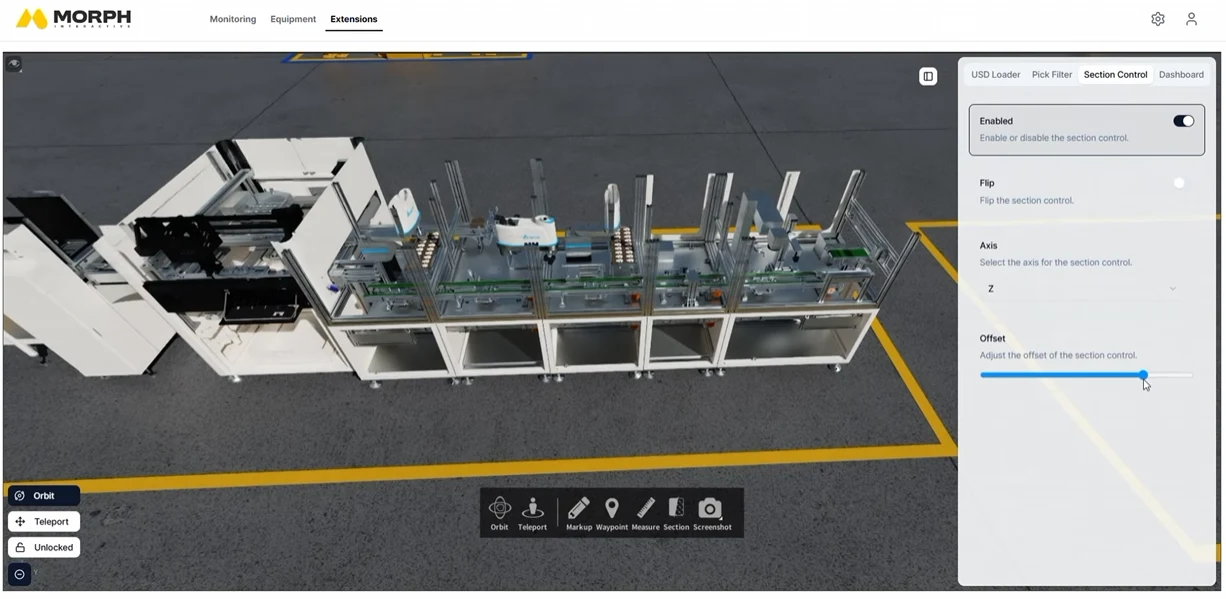 MORPH
INTERACTIVE
Monitoring
Equipment
Extensions
USD Loader
Pick Filter
Section Control
Dashboard
Enabled
Enable or disable the section control.
Flip
Flip the section control.
Axis
Select the axis for the section control.
Z
Offset
Adjust the offset of the section control.
Orbit
Teleport
Unlocked
Orbit
Teleport
Markup
Waypoint
Measure
Section
Screenshot